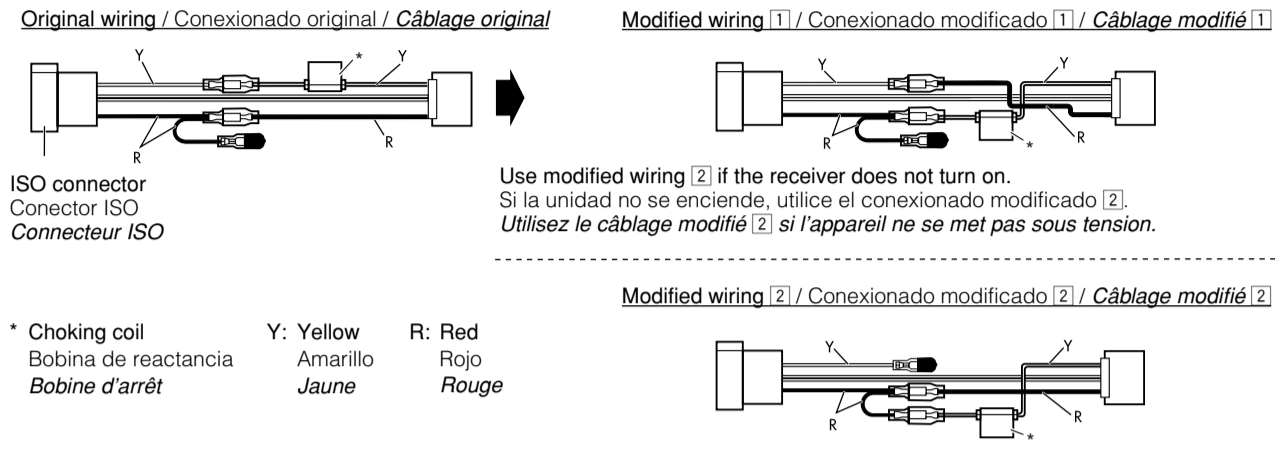 Original wiring / Conexionado original / Câblage original
Y
*
Y
R
R
ISO connector
Conector ISO
Connecteur ISO
Modified wiring 1 / Conexionado modificado 1 / Câblage modifié 1
Y
Y
R
*
R
Use modified wiring 2 if the receiver does not turn on.
Si la unidad no se enciende, utilice el conexionado modificado 2.
Utilisez le câblage modifié 2 si l'appareil ne se met pas sous tension.
* Choking coil Y: Yellow R: Red
Bobina de reactancia Amarillo Rojo
Bobine d'arrêt Jaune Rouge
Modified wiring 2 / Conexionado modificado 2 / Câblage modifié 2
Y
Y
R
R
*